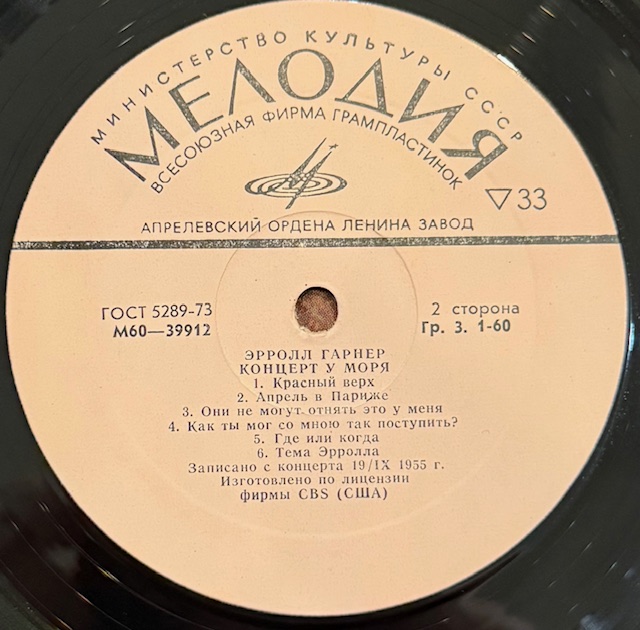 МИНИСТЕРСТВО КУЛЬТУРЫ СССР
МЕЛОДИЯ
ВСЕСОЮЗНАЯ ФИРМА ГРАМПЛАСТИНОК
▽ 33
АПРЕЛЕВСКИЙ ОРДЕНА ЛЕНИНА ЗАВОД
ГОСТ 5289-73
М60—39912
2 сторона
Гр. 3. 1-60
ЭРРОЛЛ ГАРНЕР
КОНЦЕРТ У МОРЯ
1. Красный верх
2. Апрель в Париже
3. Они не могут отнять это у меня
4. Как ты мог со мною так поступить?
5. Где или когда
6. Тема Эрролла
Записано с концерта 19/IX 1955 г.
Изготовлено по лицензии
фирмы CBS (США)